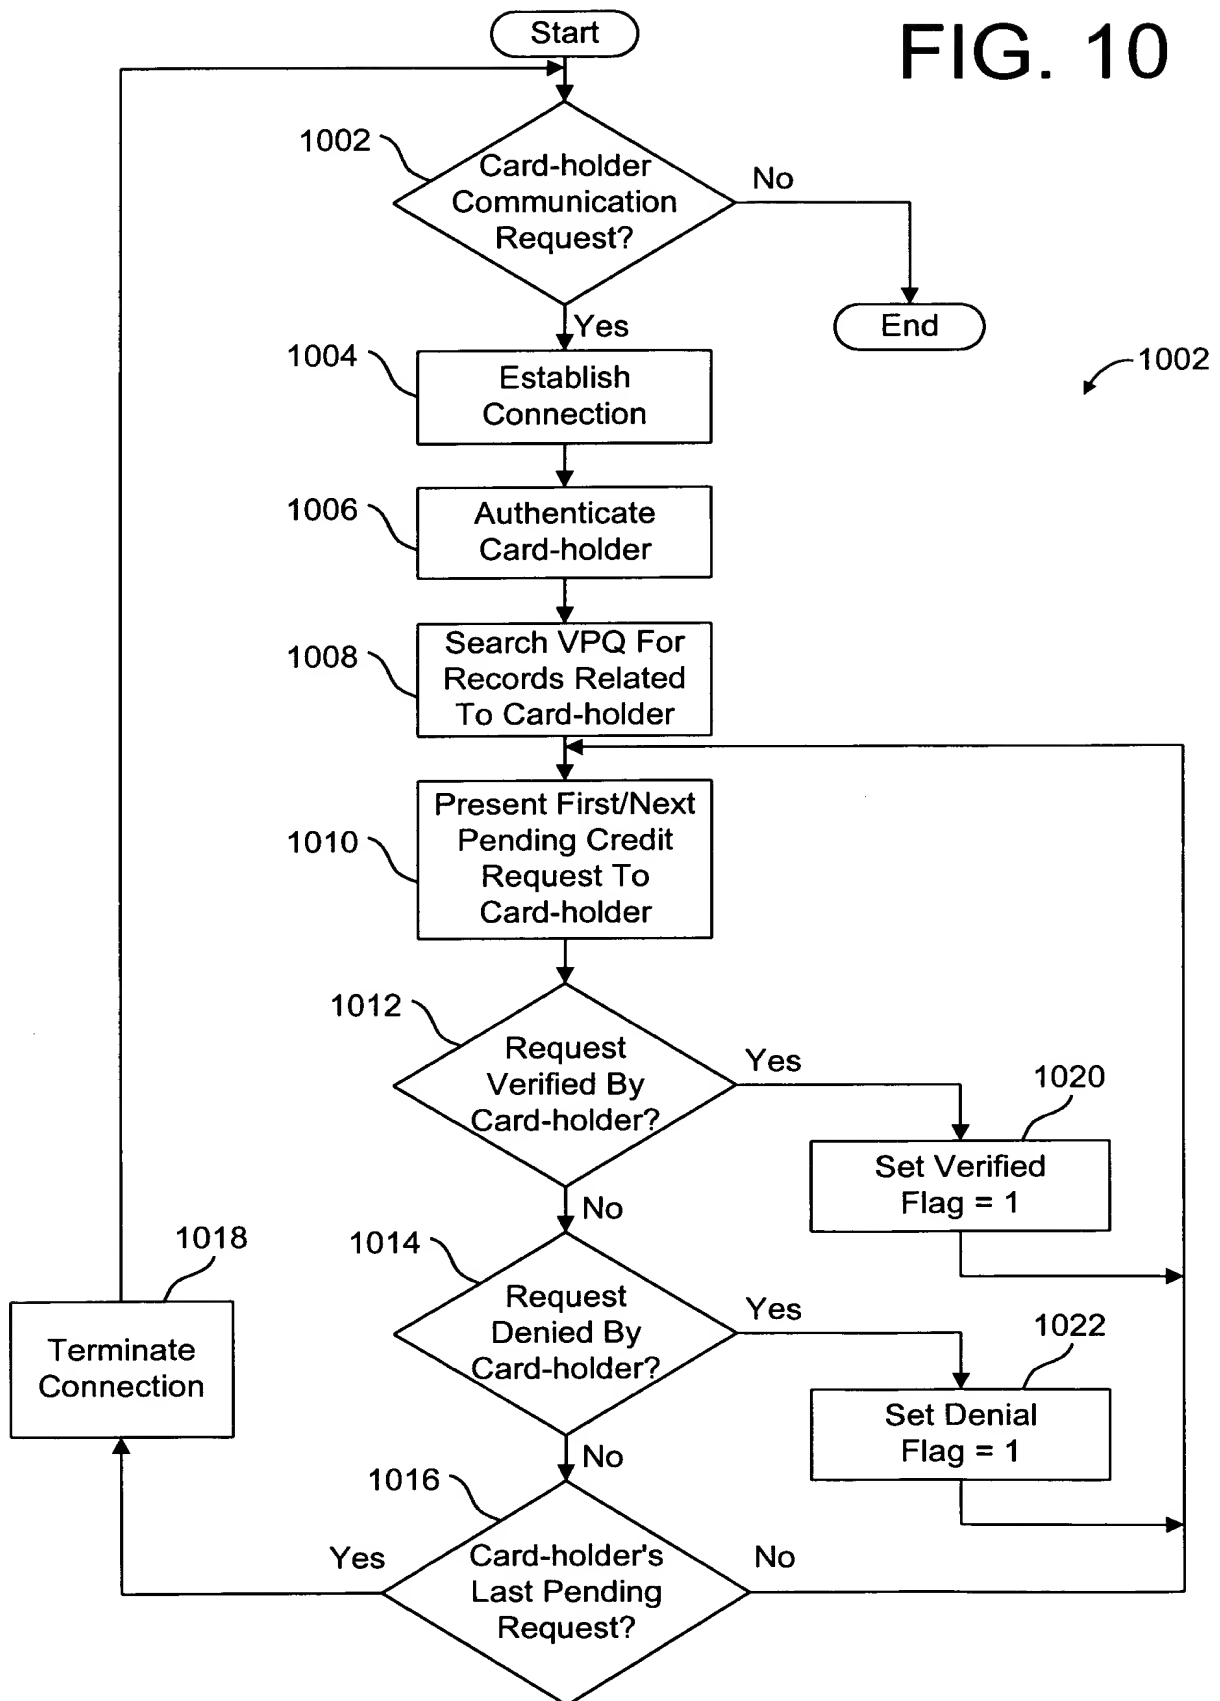 Start
FIG. 10
1002
Card-holder
Communication
Request?
No
End
Yes
1002
1004
Establish
Connection
1006
Authenticate
Card-holder
1008
Search VPQ For
Records Related
To Card-holder
1010
Present First/Next
Pending Credit
Request To
Card-holder
1012
Request
Verified By
Card-holder?
Yes
1020
Set Verified
Flag = 1
No
1018
Terminate
Connection
1014
Request
Denied By
Card-holder?
Yes
1022
Set Denial
Flag = 1
No
1016
Yes
Card-holder's
Last Pending
Request?
No